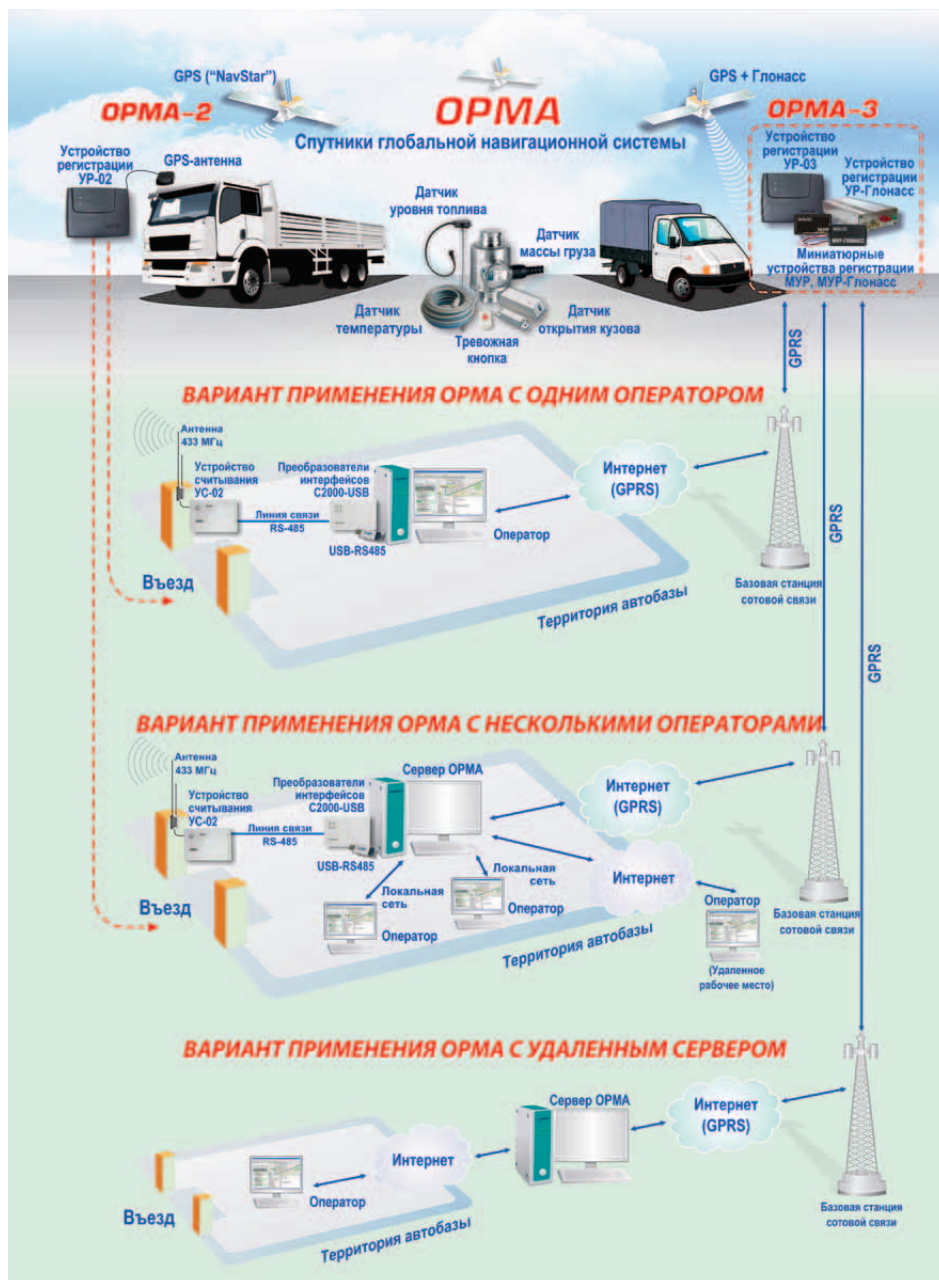 GPS (“NavStar”)
GPS + Глонасс
ОРМА-2
ОРМА
ОРМА-3
Спутники глобальной навигационной системы
Устройство
регистрации
УР-02
GPS-антенна
Устройство
регистрации
УР-03
Устройство
регистрации
УР-Глонасс
Миниатюрные
устройства регистрации
МУР, МУР-Глонасс
Датчик
уровня топлива
Датчик
массы груза
Датчик
температуры
Тревожная
кнопка
Датчик
открытия кузова
GPRS
GPRS
GPRS
ВАРИАНТ ПРИМЕНЕНИЯ ОРМА С ОДНИМ ОПЕРАТОРОМ
Антенна
433 МГц
Устройство
считывания
УС-02
Линия связи
RS-485
Преобразователи
интерфейсов
С2000-USB
USB-RS485
Оператор
Интернет
(GPRS)
Базовая станция
сотовой связи
Въезд
Территория автобазы
ВАРИАНТ ПРИМЕНЕНИЯ ОРМА С НЕСКОЛЬКИМИ ОПЕРАТОРАМИ
Антенна
433 МГц
Устройство
считывания
УС-02
Линия связи
RS-485
Преобразователи
интерфейсов
С2000-USB
USB-RS485
Сервер ОРМА
Интернет
(GPRS)
Локальная
сеть
Оператор
Локальная
сеть
Оператор
Интернет
Оператор
(Удаленное
рабочее место)
Базовая станция
сотовой связи
Въезд
Территория автобазы
ВАРИАНТ ПРИМЕНЕНИЯ ОРМА С УДАЛЕННЫМ СЕРВЕРОМ
Сервер ОРМА
Интернет
(GPRS)
Интернет
Оператор
Въезд
Территория автобазы
Базовая станция
сотовой связи